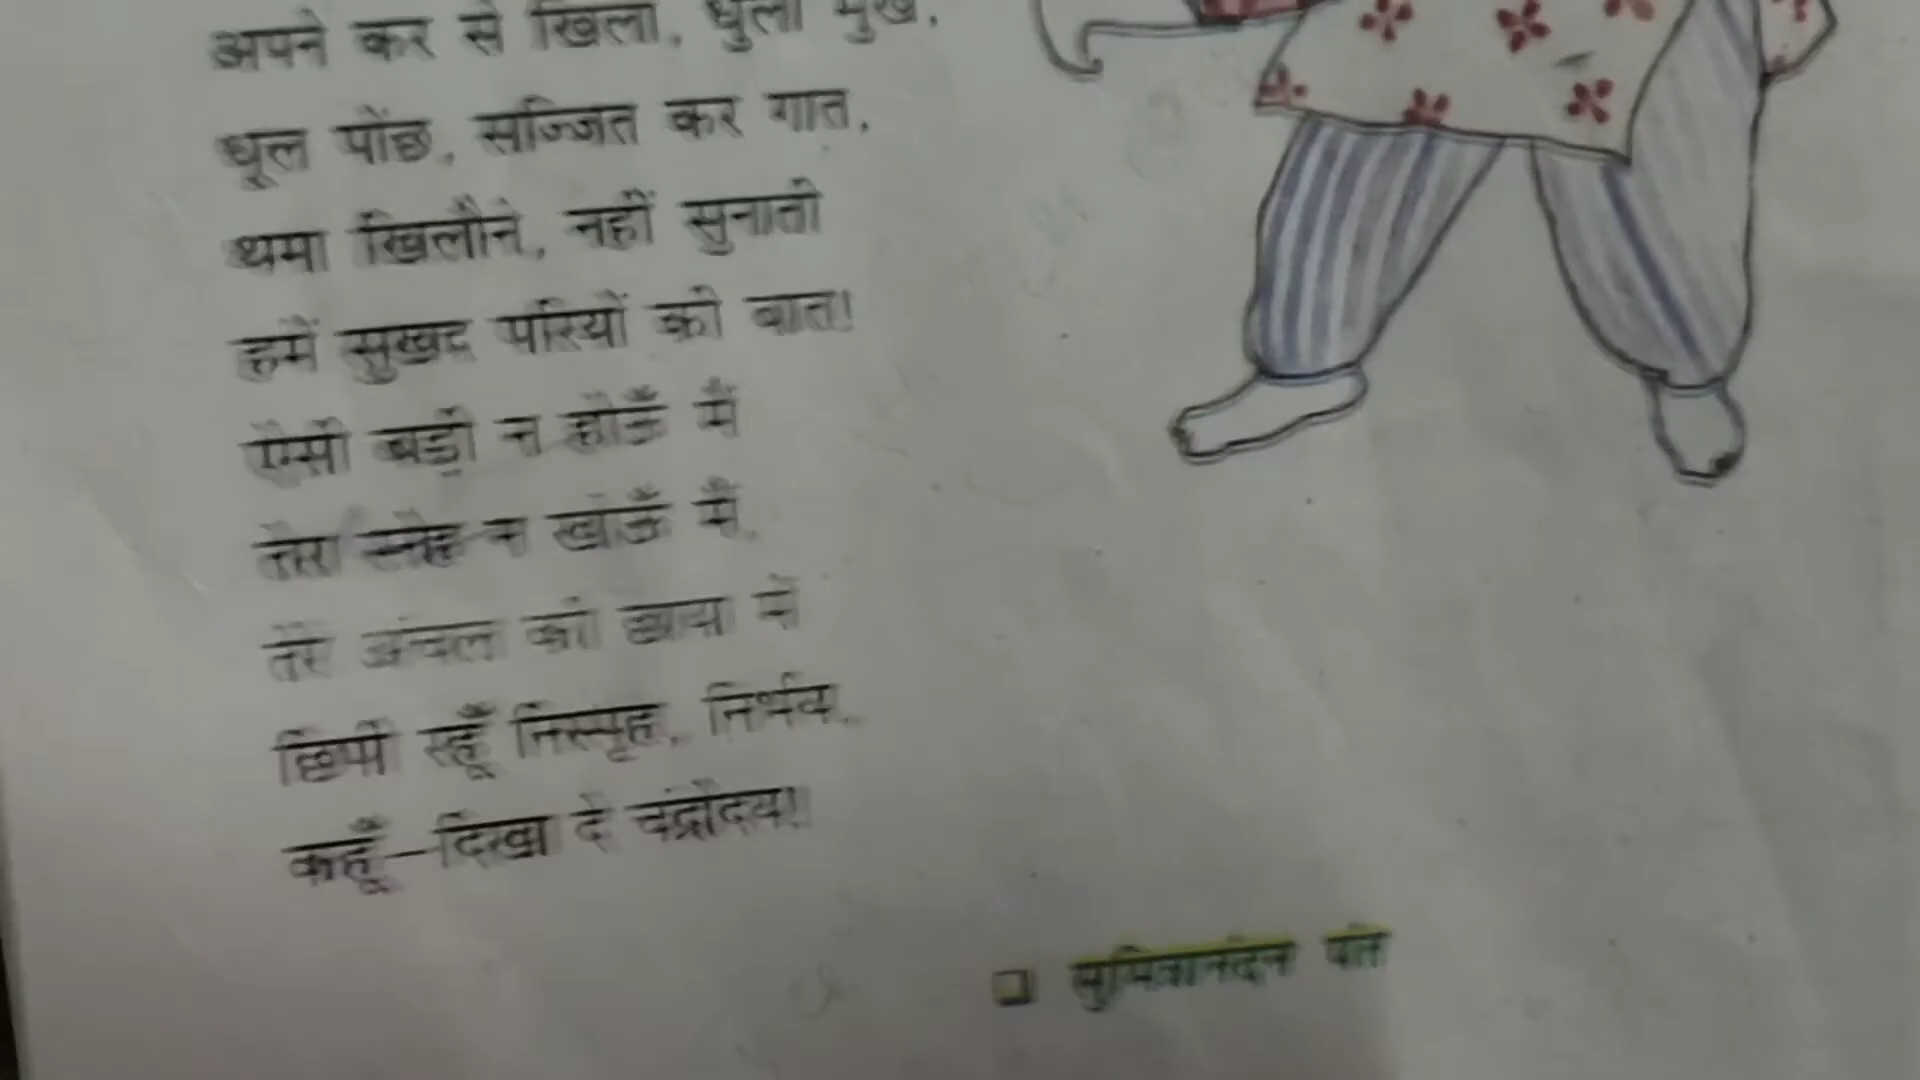 अपने कर से खिला, धुला मुख,
धूल पोंछ, सज्जित कर गात,
थमा खिलौने, नहीं सुनाती
हमें सुखद परियों की बात!
ऐसी बड़ी न होऊँ मैं
तेरा स्नेह न खोऊँ मैं,
तेरे अंचल की छाया में
छिपी रहूँ निस्पृह, निर्भय,
कहूँ—दिखा दे चंद्रोदय!
सुमित्रानंदन पंत